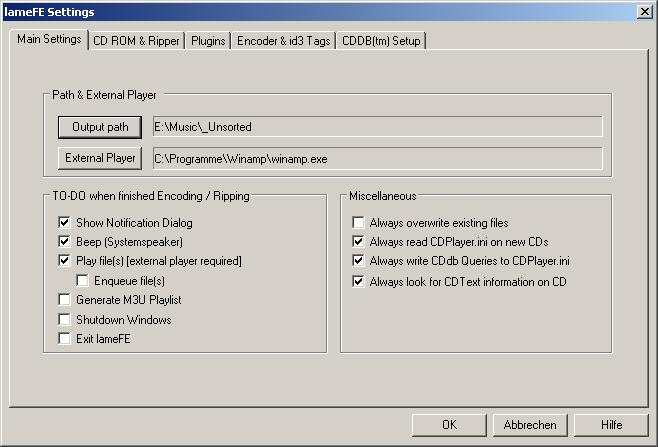 lameFE Settings
Main Settings CD ROM & Ripper Plugins Encoder & id3 Tags CDDB(tm) Setup
Path & External Player
Output path E:\Music\_Unsorted
External Player C:\Programme\Winamp\winamp.exe
TO-DO when finished Encoding / Ripping
Show Notification Dialog
Beep (Systemspeaker)
Play file(s) [external player required]
Enqueue file(s)
Generate M3U Playlist
Shutdown Windows
Exit lameFE
Miscellaneous
Always overwrite existing files
Always read CDPlayer.ini on new CDs
Always write CDdb Queries to CDPlayer.ini
Always look for CDText information on CD
OK Abbrechen Hilfe